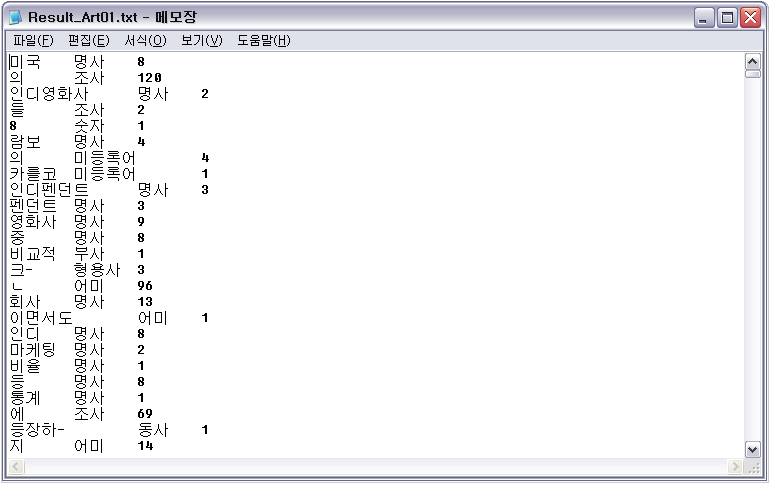 Result_Art01.txt - 메모장
파일(F) 편집(E) 서식(O) 보기(V) 도움말(H)
미국 명사 8
의 조사 120
인디영화사 명사 2
들 조사 2
8 숫자 1
람보 명사 4
의 미등록어 4
카를코 미등록어 1
인디펜던트 명사 3
펜던트 명사 3
영화사 명사 9
중 명사 8
비교적 부사 1
크- 형용사 3
ㄴ 어미 96
회사 명사 13
이면서도 어미 1
인디 명사 8
마케팅 명사 2
비율 명사 1
등 명사 8
통계 명사 1
에 조사 69
등장하- 동사 1
지 어미 14